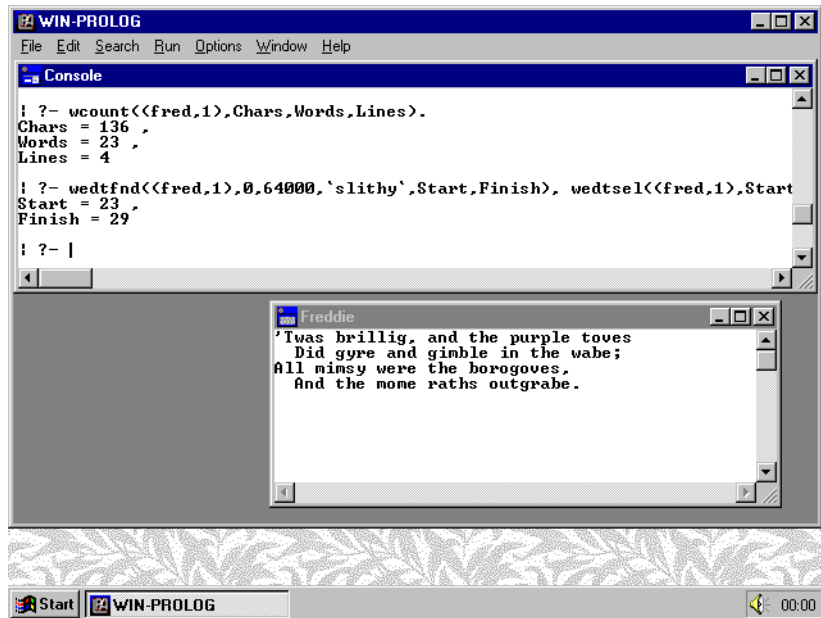 WIN-PROLOG
File Edit Search Run Options Window Help
Console
| ?- wcount((fred,1),Chars,Words,Lines).
Chars = 136 ,
Words = 23 ,
Lines = 4
| ?- wedtfnd((fred,1),0,64000,`slithy`,Start,Finish), wedtsel((fred,1),Start
Start = 23 ,
Finish = 29
| ?- |
Freddie
'Twas brillig, and the purple toves
Did gyre and gimble in the wabe;
All mimsy were the borogoves,
And the mome raths outgrabe.
Start WIN-PROLOG 00:00